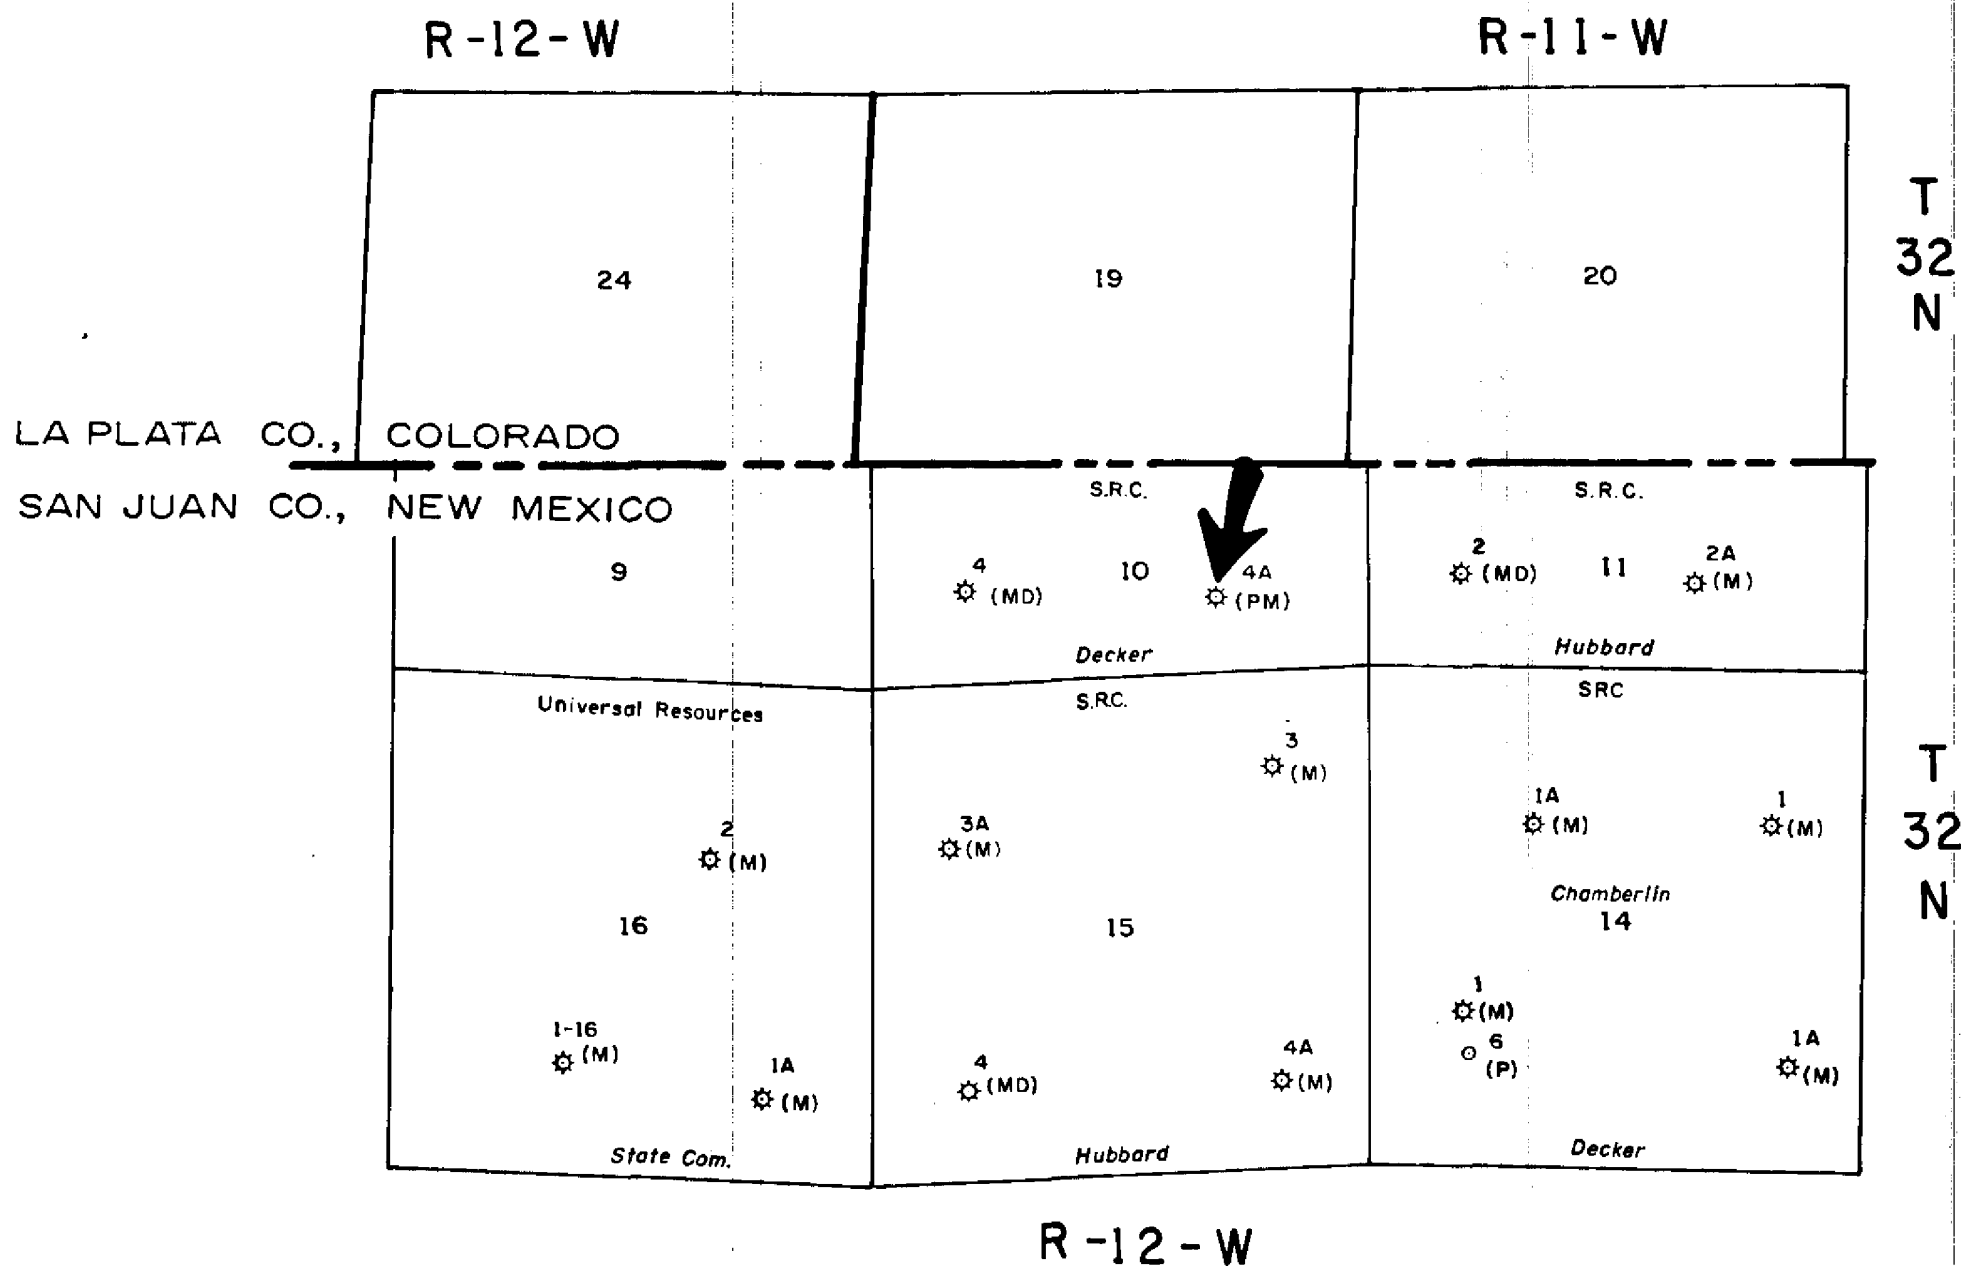 R-12-W
R-11-W
24
19
20
T
32
N
LA PLATA CO., COLORADO
SAN JUAN CO., NEW MEXICO
S.R.C.
S.R.C.
9
4
(MD)
10
4A
(PM)
2
(MD)
11
2A
(M)
Decker
Hubbard
Universal Resources
S.R.C.
SRC
3
(M)
2
(M)
3A
(M)
1A
(M)
1
(M)
Chamberlin
T
32
N
16
15
14
1-16
(M)
1A
(M)
4
(MD)
4A
(M)
1
(M)
6
(P)
1A
(M)
State Com.
Hubbard
Decker
R-12-W